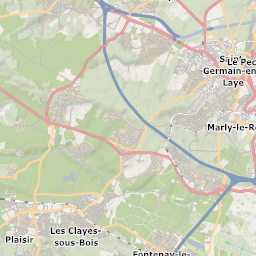 Le Pec
Germain-en-
Laye
Marly-le-R
Les Clayes-
sous-Bois
Plaisir
Fontenay-le-